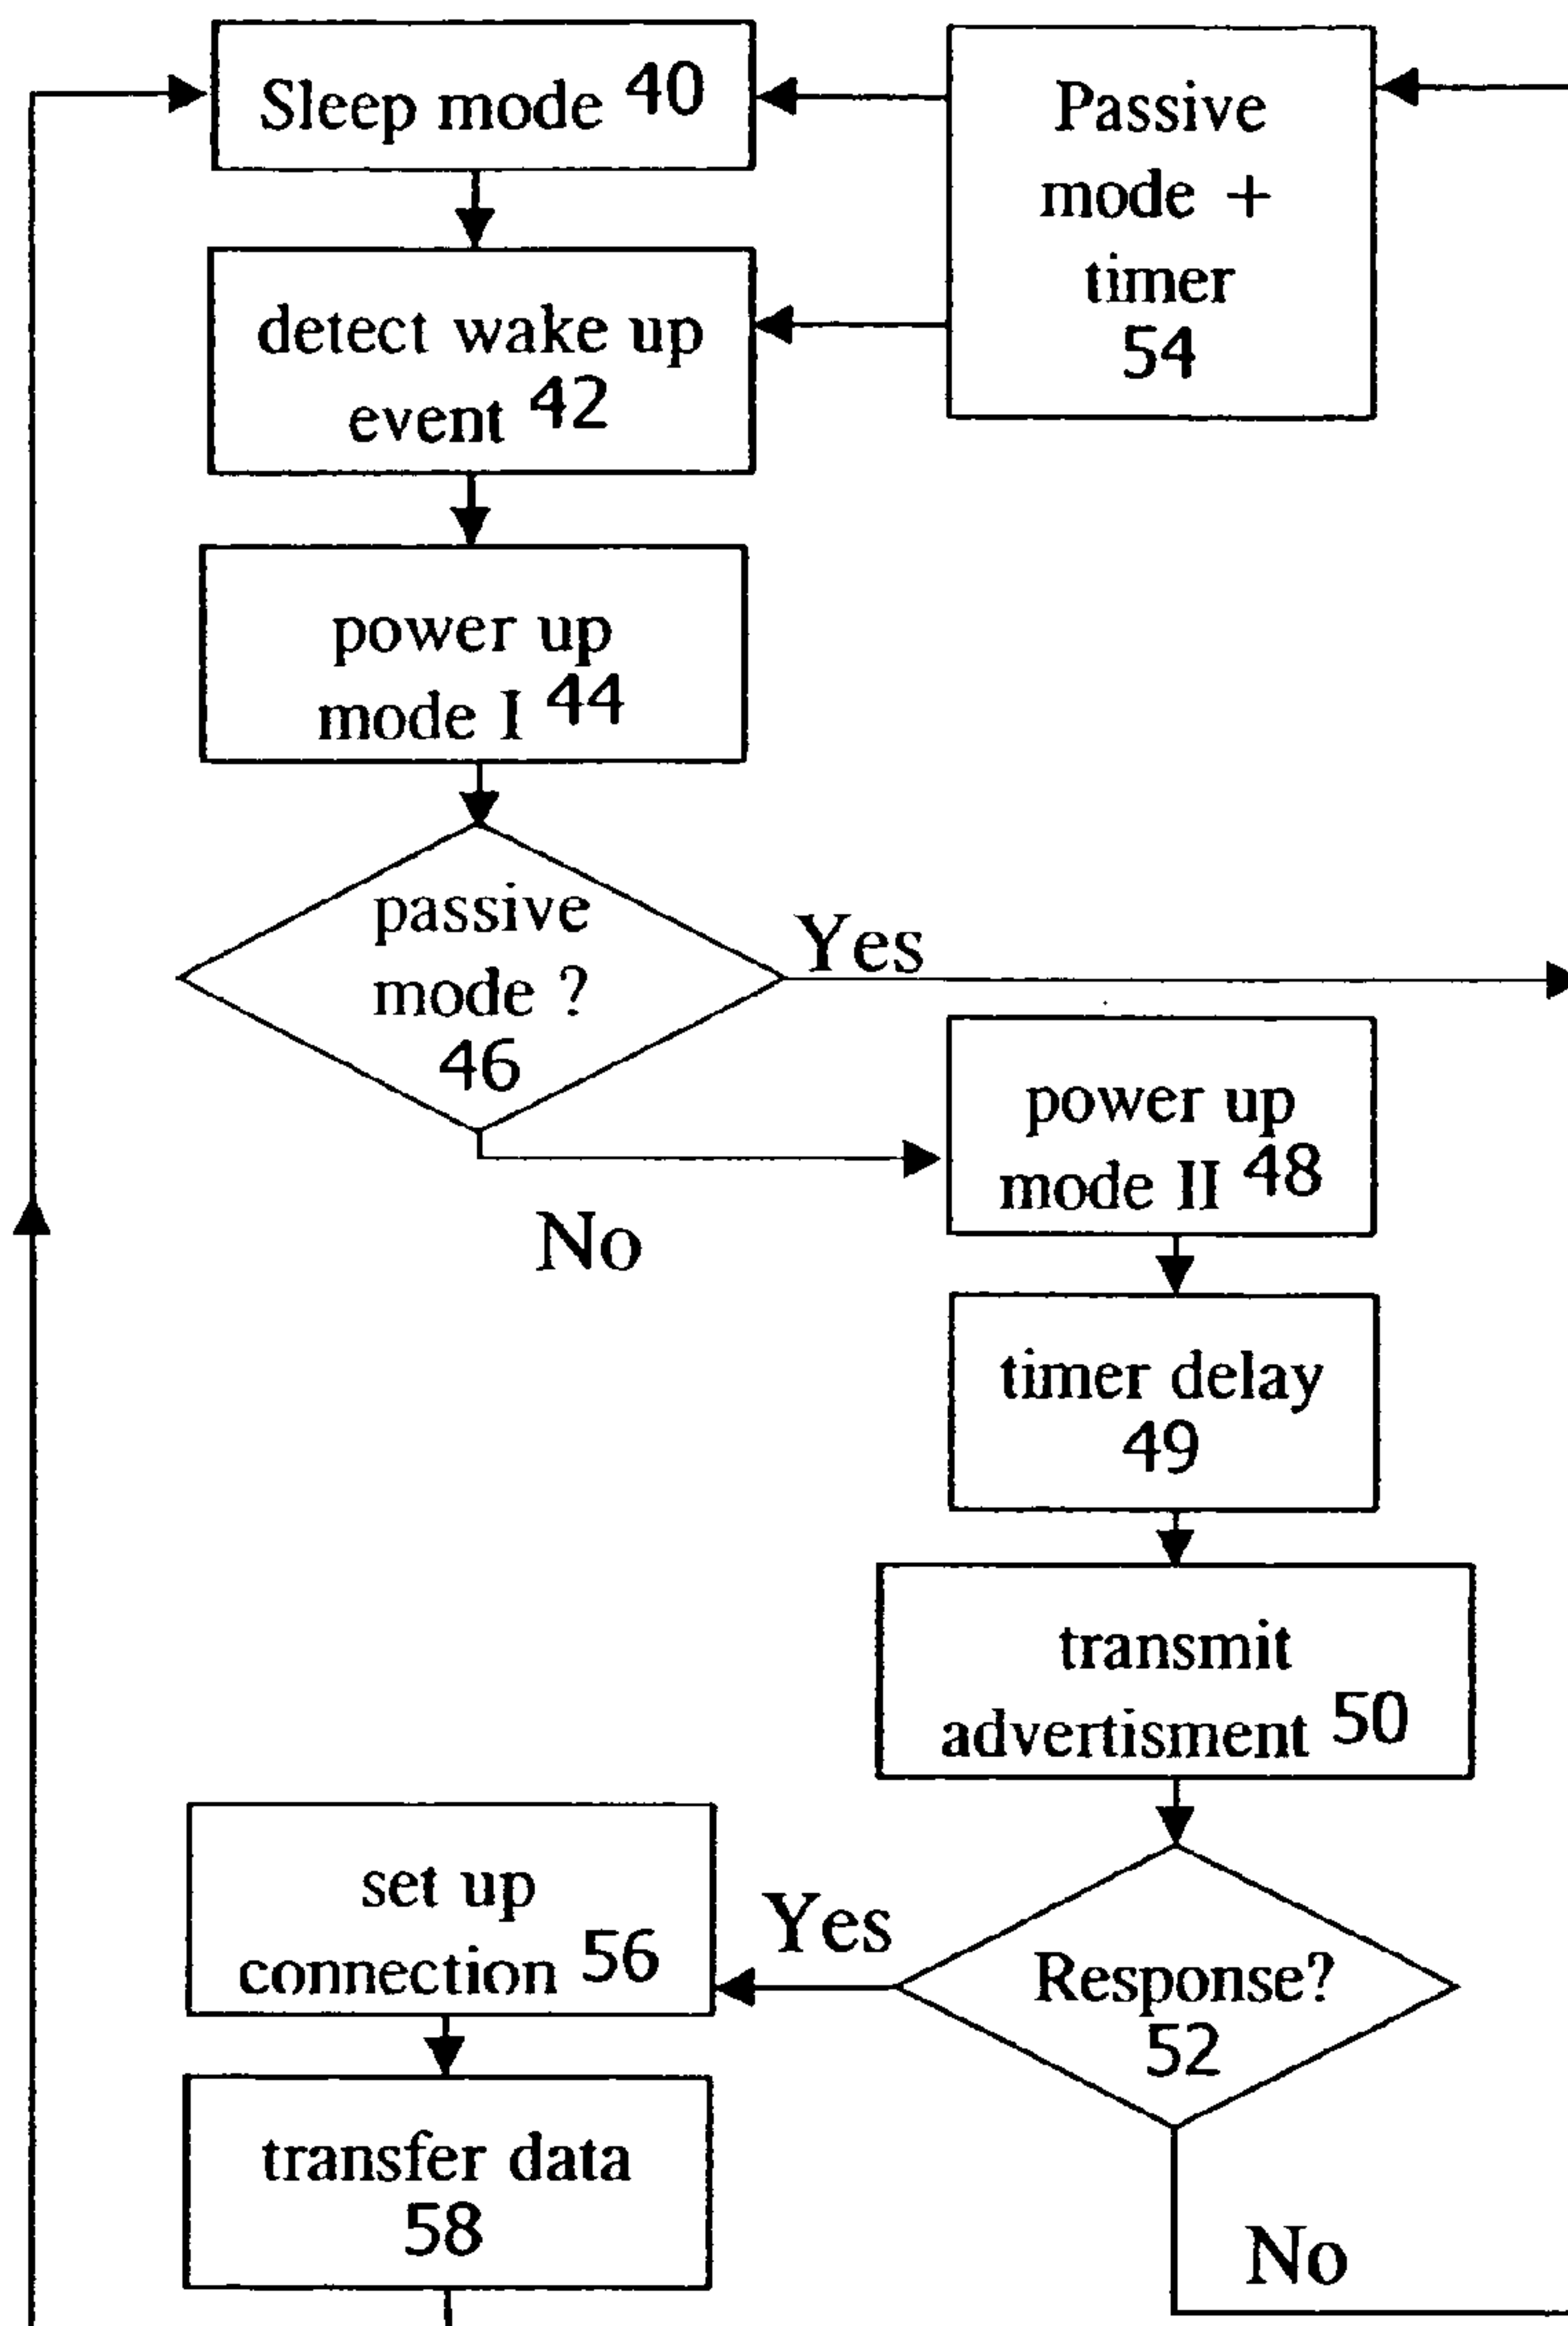 Sleep mode 40
Passive
mode +
timer
54
detect wake up
event 42
power up
mode I 44
passive
mode ?
46
Yes
No
power up
mode II 48
timer delay
49
transmit
advertisment 50
Response?
52
Yes
No
set up
connection 56
transfer data
58